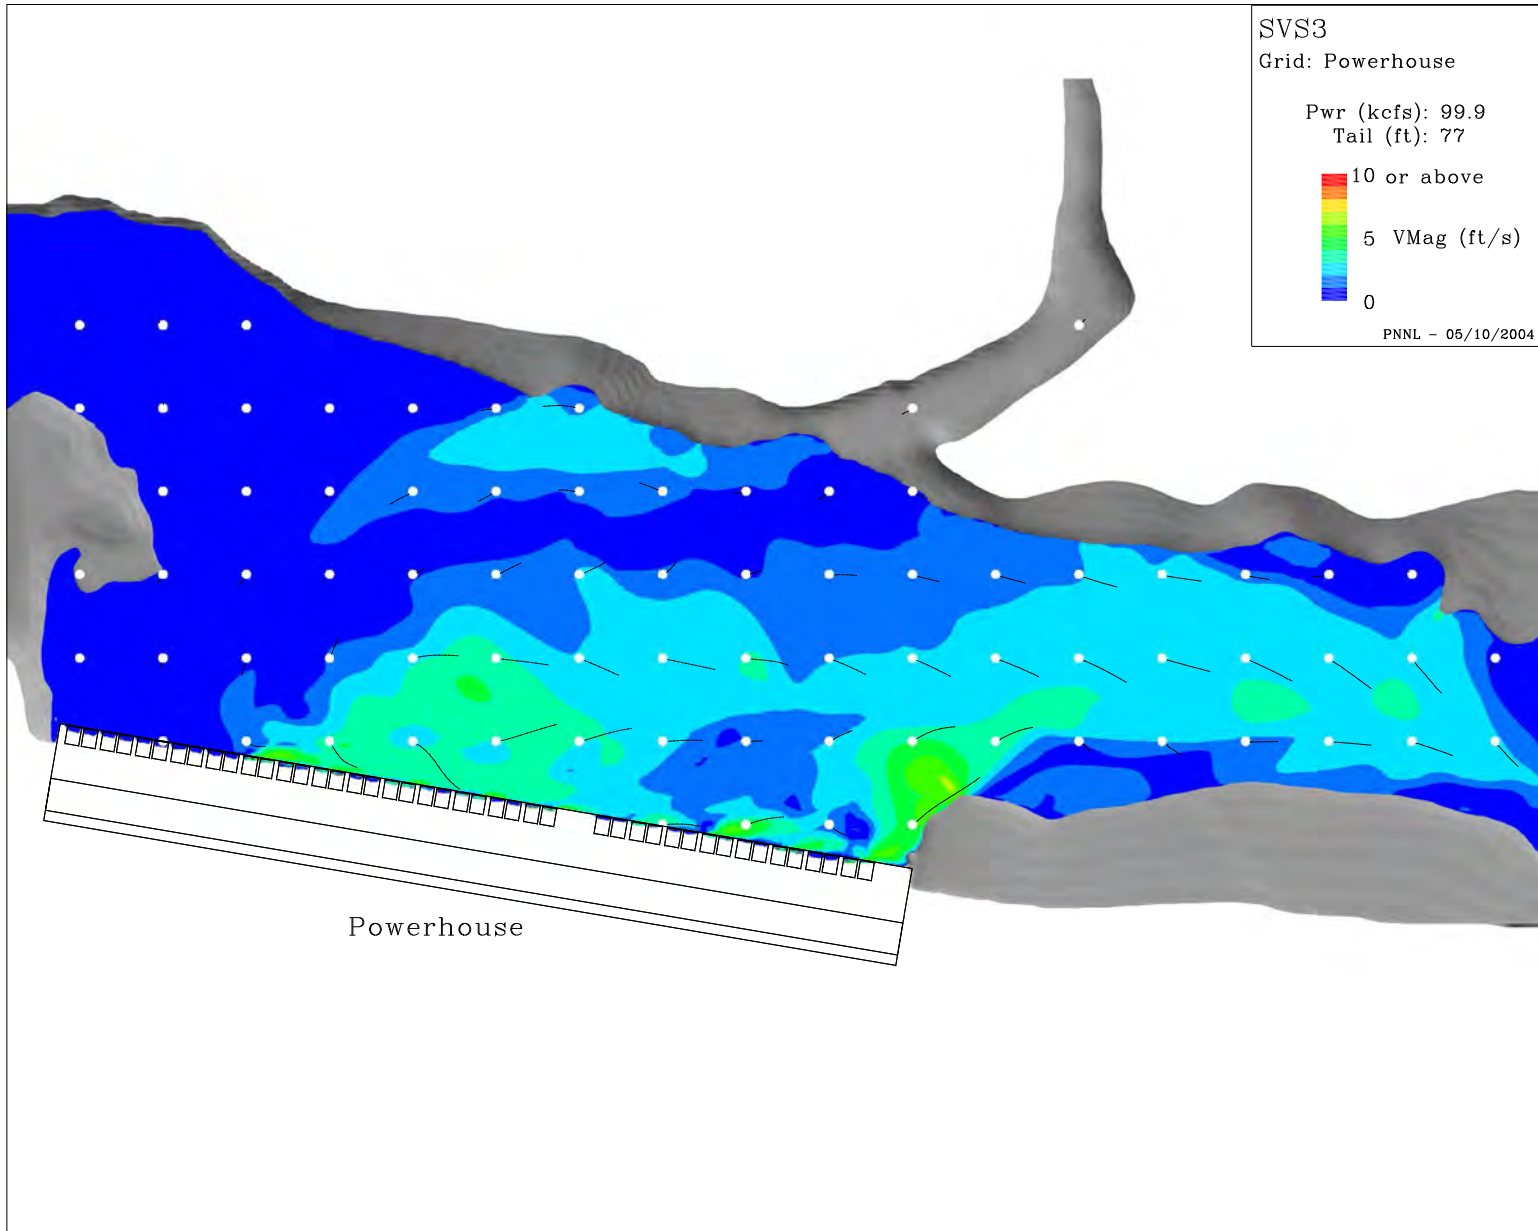 SVS3
Grid: Powerhouse
Pwr (kcfs): 99.9
Tail (ft): 77
10 or above
5 VMag (ft/s)
0
PNNL - 05/10/2004
Powerhouse